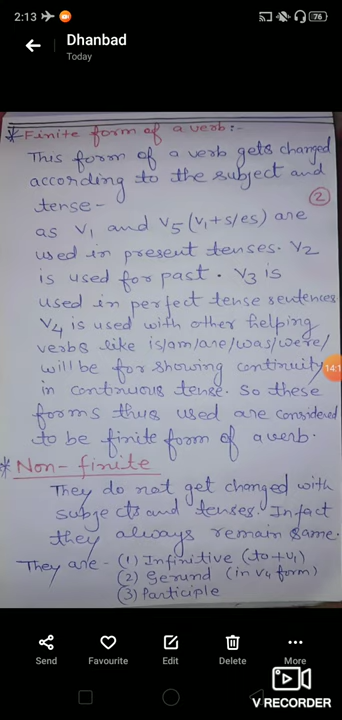 2:13
76
Dhanbad
Today
* Finite form of a verb:-
This form of a verb gets changed
according to the subject and
tense-
2
as V1 and V5 (V1+s/es) are
used in present tenses. V2
is used for past. V3 is
used in perfect tense sentences
V4 is used with other helping
verbs like is/am/are/was/were/
will be for showing continuity
14:1
in continuous tense. So these
forms thus used are considered
to be finite form of a verb.
* Non-finite
They do not get changed with
subjects and tenses. Infact
they always remain same.
They are - (1) Infinitive (to+V1)
(2) Gerund (in V4 form)
(3) Participle
Send
Favourite
Edit
Delete
More
V RECORDER